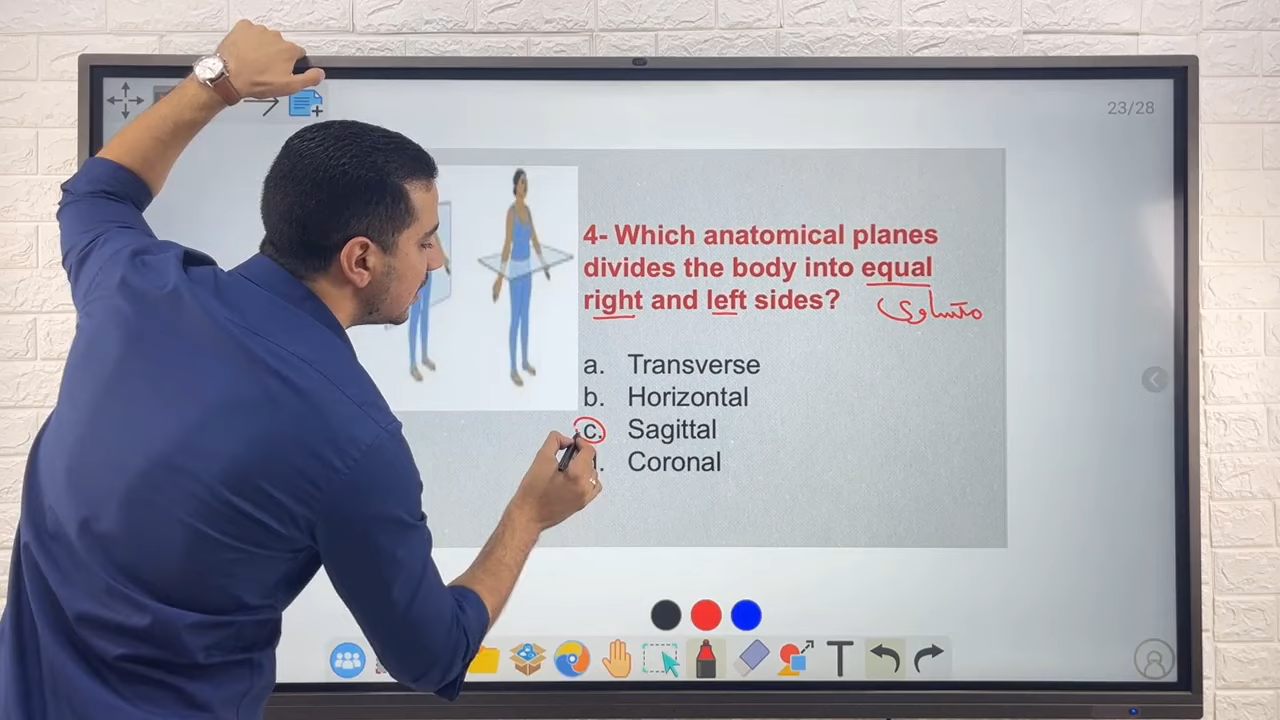 23/28
4- Which anatomical planes
divides the body into equal
right and left sides?
متساوي
a. Transverse
b. Horizontal
c. Sagittal
d. Coronal
T